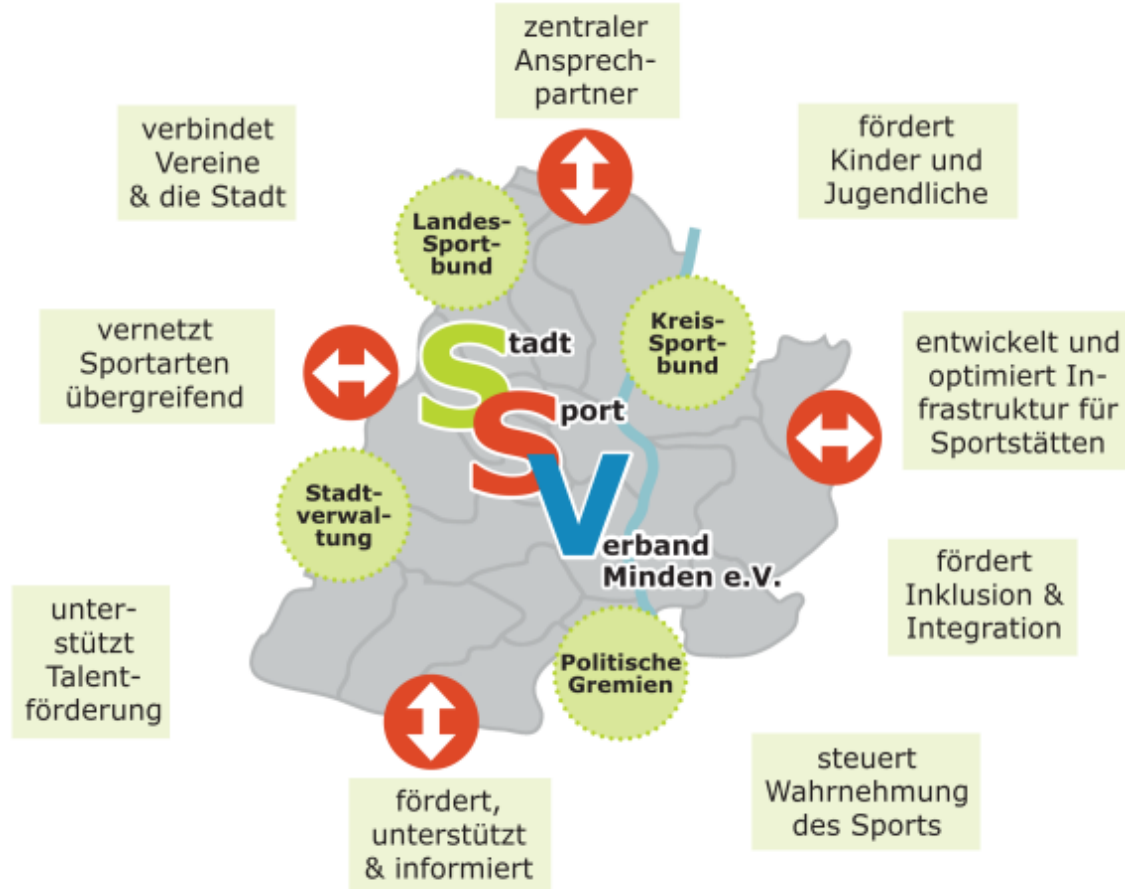 zentraler
Ansprech-
partner
verbindet
Vereine
& die Stadt
fördert
Kinder und
Jugendliche
Landes-
Sport-
bund
Kreis-
Sport-
bund
vernetzt
Sportarten
übergreifend
Stadt
Sport
Verband
Minden e.V.
entwickelt und
optimiert In-
frastruktur für
Sportstätten
Stadt-
verwal-
tung
fördert
Inklusion &
Integration
unter-
stützt
Talent-
förderung
Politische
Gremien
steuert
Wahrnehmung
des Sports
fördert,
unterstützt
& informiert